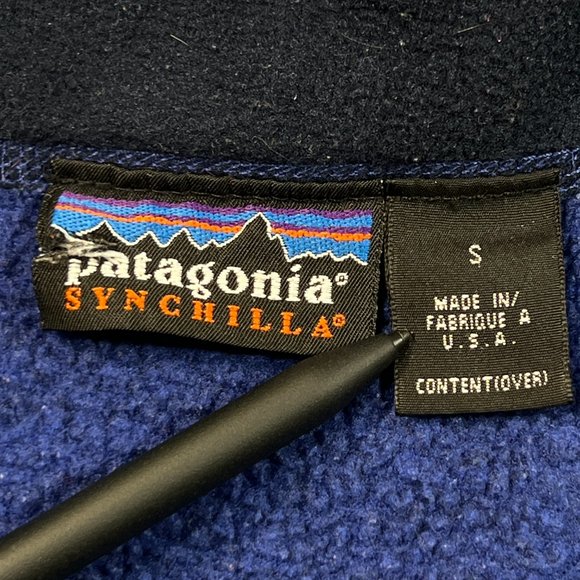 patagonia®
SYNCHILLA®
S
MADE IN/
FABRIQUE A
U.S.A.
CONTENT(OVER)